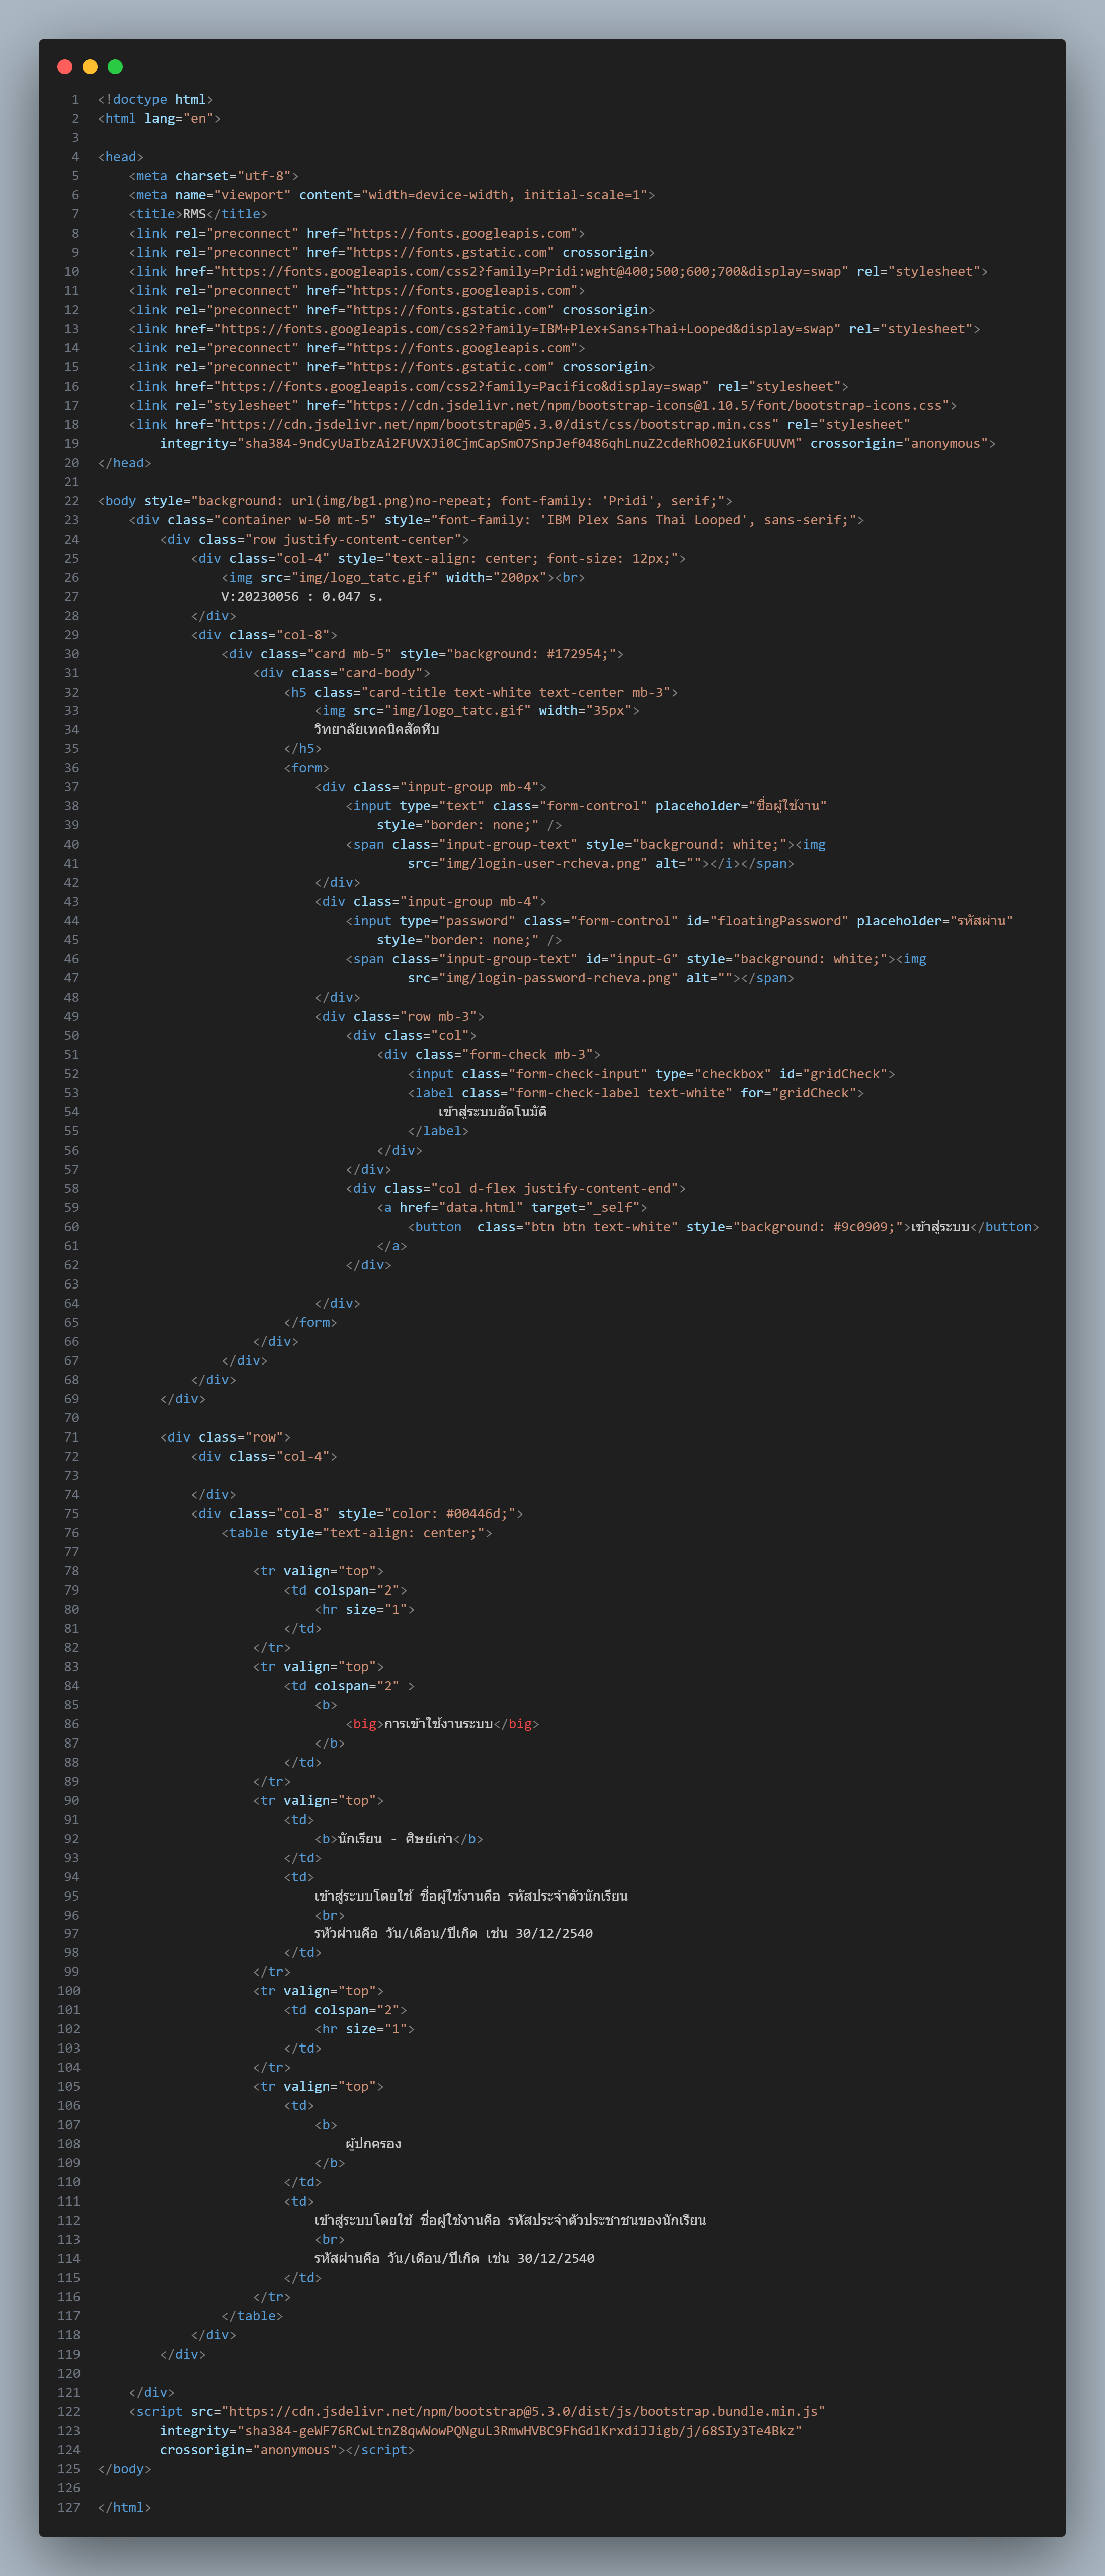 1 <!doctype html>
2 <html lang="en">
3
4 <head>
5     <meta charset="utf-8">
6     <meta name="viewport" content="width=device-width, initial-scale=1">
7     <title>RMS</title>
8     <link rel="preconnect" href="https://fonts.googleapis.com">
9     <link rel="preconnect" href="https://fonts.gstatic.com" crossorigin>
10     <link href="https://fonts.googleapis.com/css2?family=Pridi:wght@400;500;600;700&display=swap" rel="stylesheet">
11     <link rel="preconnect" href="https://fonts.googleapis.com">
12     <link rel="preconnect" href="https://fonts.gstatic.com" crossorigin>
13     <link href="https://fonts.googleapis.com/css2?family=IBM+Plex+Sans+Thai+Looped&display=swap" rel="stylesheet">
14     <link rel="preconnect" href="https://fonts.googleapis.com">
15     <link rel="preconnect" href="https://fonts.gstatic.com" crossorigin>
16     <link href="https://fonts.googleapis.com/css2?family=Pacifico&display=swap" rel="stylesheet">
17     <link rel="stylesheet" href="https://cdn.jsdelivr.net/npm/bootstrap-icons@1.10.5/font/bootstrap-icons.css">
18     <link href="https://cdn.jsdelivr.net/npm/bootstrap@5.3.0/dist/css/bootstrap.min.css" rel="stylesheet"
19         integrity="sha384-9ndCyUaIbzAi2FUVXJi0CjmCapSmO7SnpJef0486qhLnuZ2cdeRhO02iuK6FUUVM" crossorigin="anonymous">
20 </head>
21
22 <body style="background: url(img/bg1.png)no-repeat; font-family: 'Pridi', serif;">
23     <div class="container w-50 mt-5" style="font-family: 'IBM Plex Sans Thai Looped', sans-serif;">
24         <div class="row justify-content-center">
25             <div class="col-4" style="text-align: center; font-size: 12px;">
26                 <img src="img/logo_tatc.gif" width="200px"><br>
27                 V:20230056 : 0.047 s.
28             </div>
29             <div class="col-8">
30                 <div class="card mb-5" style="background: #172954;">
31                     <div class="card-body">
32                         <h5 class="card-title text-white text-center mb-3">
33                             <img src="img/logo_tatc.gif" width="35px">
34                             วิทยาลัยเทคนิคสัตหีบ
35                         </h5>
36                         <form>
37                             <div class="input-group mb-4">
38                                 <input type="text" class="form-control" placeholder="ชื่อผู้ใช้งาน"
39                                     style="border: none;" />
40                                 <span class="input-group-text" style="background: white;"><img
41                                         src="img/login-user-rcheva.png" alt=""></i></span>
42                             </div>
43                             <div class="input-group mb-4">
44                                 <input type="password" class="form-control" id="floatingPassword" placeholder="รหัสผ่าน"
45                                     style="border: none;" />
46                                 <span class="input-group-text" id="input-G" style="background: white;"><img
47                                         src="img/login-password-rcheva.png" alt=""></span>
48                             </div>
49                             <div class="row mb-3">
50                                 <div class="col">
51                                     <div class="form-check mb-3">
52                                         <input class="form-check-input" type="checkbox" id="gridCheck">
53                                         <label class="form-check-label text-white" for="gridCheck">
54                                             เข้าสู่ระบบอัตโนมัติ
55                                         </label>
56                                     </div>
57                                 </div>
58                                 <div class="col d-flex justify-content-end">
59                                     <a href="data.html" target="_self">
60                                         <button  class="btn btn text-white" style="background: #9c0909;">เข้าสู่ระบบ</button>
61                                     </a>
62                                 </div>
63
64                             </div>
65                         </form>
66                     </div>
67                 </div>
68             </div>
69         </div>
70
71         <div class="row">
72             <div class="col-4">
73
74             </div>
75             <div class="col-8" style="color: #00446d;">
76                 <table style="text-align: center;">
77
78                     <tr valign="top">
79                         <td colspan="2">
80                             <hr size="1">
81                         </td>
82                     </tr>
83                     <tr valign="top">
84                         <td colspan="2" >
85                             <b>
86                                 <big>การเข้าใช้งานระบบ</big>
87                             </b>
88                         </td>
89                     </tr>
90                     <tr valign="top">
91                         <td>
92                             <b>นักเรียน - ศิษย์เก่า</b>
93                         </td>
94                         <td>
95                             เข้าสู่ระบบโดยใช้ ชื่อผู้ใช้งานคือ รหัสประจำตัวนักเรียน
96                             <br>
97                             รหัวผ่านคือ วัน/เดือน/ปีเกิด เช่น 30/12/2540
98                         </td>
99                     </tr>
100                     <tr valign="top">
101                         <td colspan="2">
102                             <hr size="1">
103                         </td>
104                     </tr>
105                     <tr valign="top">
106                         <td>
107                             <b>
108                                 ผู้ปกครอง
109                             </b>
110                         </td>
111                         <td>
112                             เข้าสู่ระบบโดยใช้ ชื่อผู้ใช้งานคือ รหัสประจำตัวประชาชนของนักเรียน
113                             <br>
114                             รหัสผ่านคือ วัน/เดือน/ปีเกิด เช่น 30/12/2540
115                         </td>
116                     </tr>
117                 </table>
118             </div>
119         </div>
120
121     </div>
122     <script src="https://cdn.jsdelivr.net/npm/bootstrap@5.3.0/dist/js/bootstrap.bundle.min.js"
123         integrity="sha384-geWF76RCwLtnZ8qwWowPQNguL3RmwHVBC9FhGdlKrxdiJJigb/j/68SIy3Te4Bkz"
124         crossorigin="anonymous"></script>
125 </body>
126
127 </html>